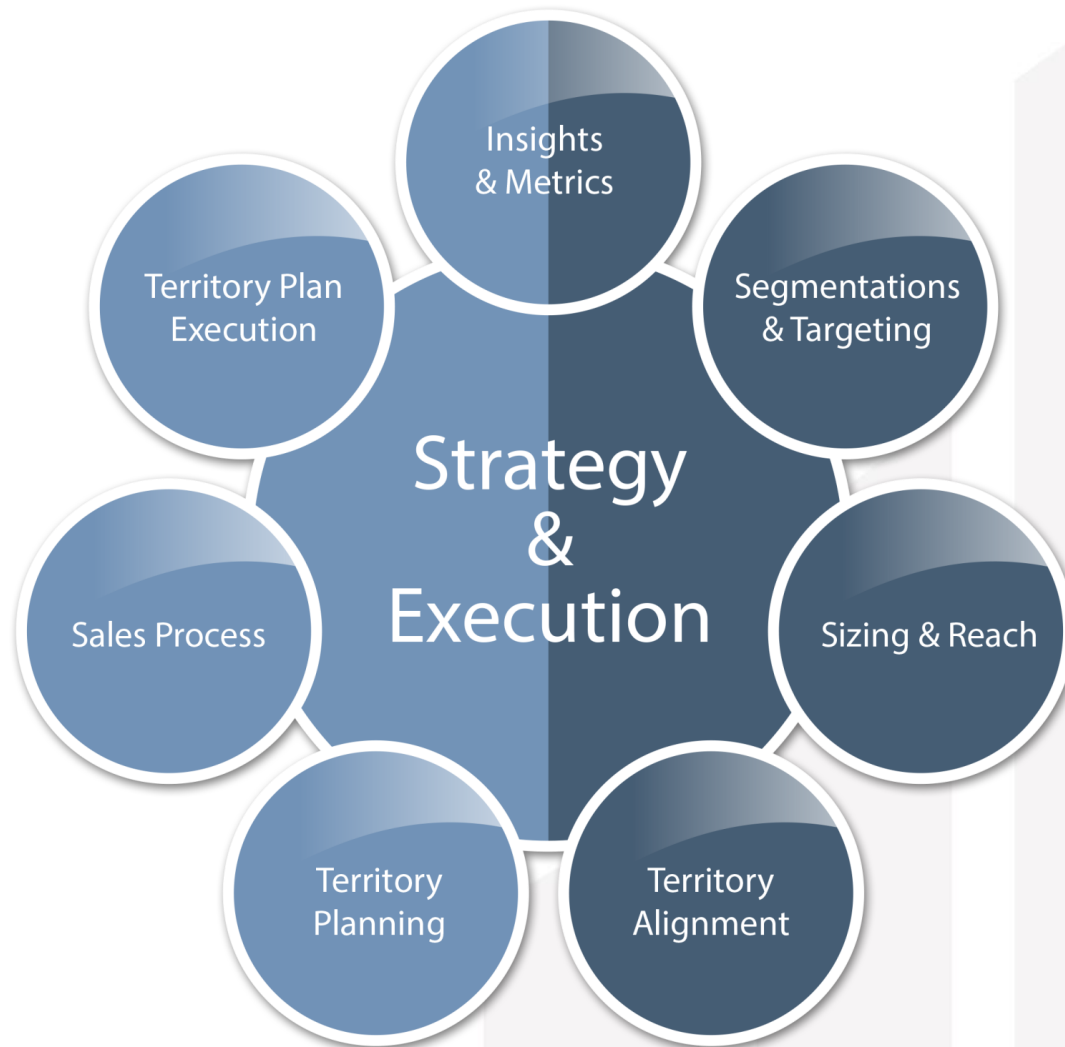 Insights
& Metrics
Segmentations
& Targeting
Sizing & Reach
Territory
Alignment
Territory
Planning
Sales Process
Territory Plan
Execution
Strategy
&
Execution